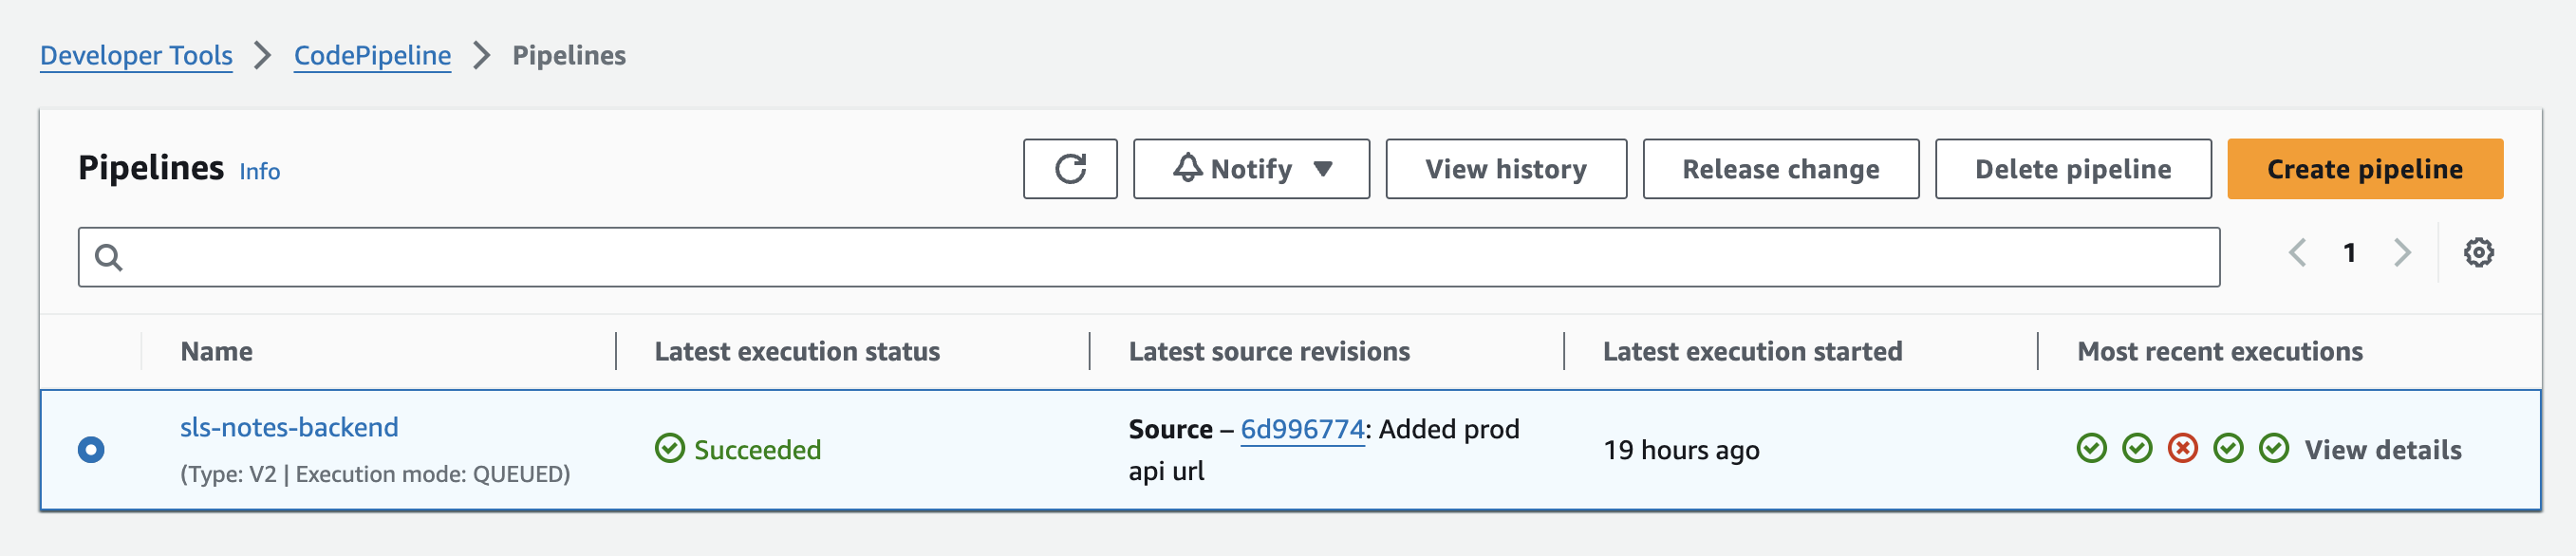 Developer Tools > CodePipeline > Pipelines
Pipelines Info
Notify ▼ View history Release change Delete pipeline Create pipeline
1
Name Latest execution status Latest source revisions Latest execution started Most recent executions
sls-notes-backend
(Type: V2 | Execution mode: QUEUED)
Succeeded
Source – 6d996774: Added prod
api url
19 hours ago
View details